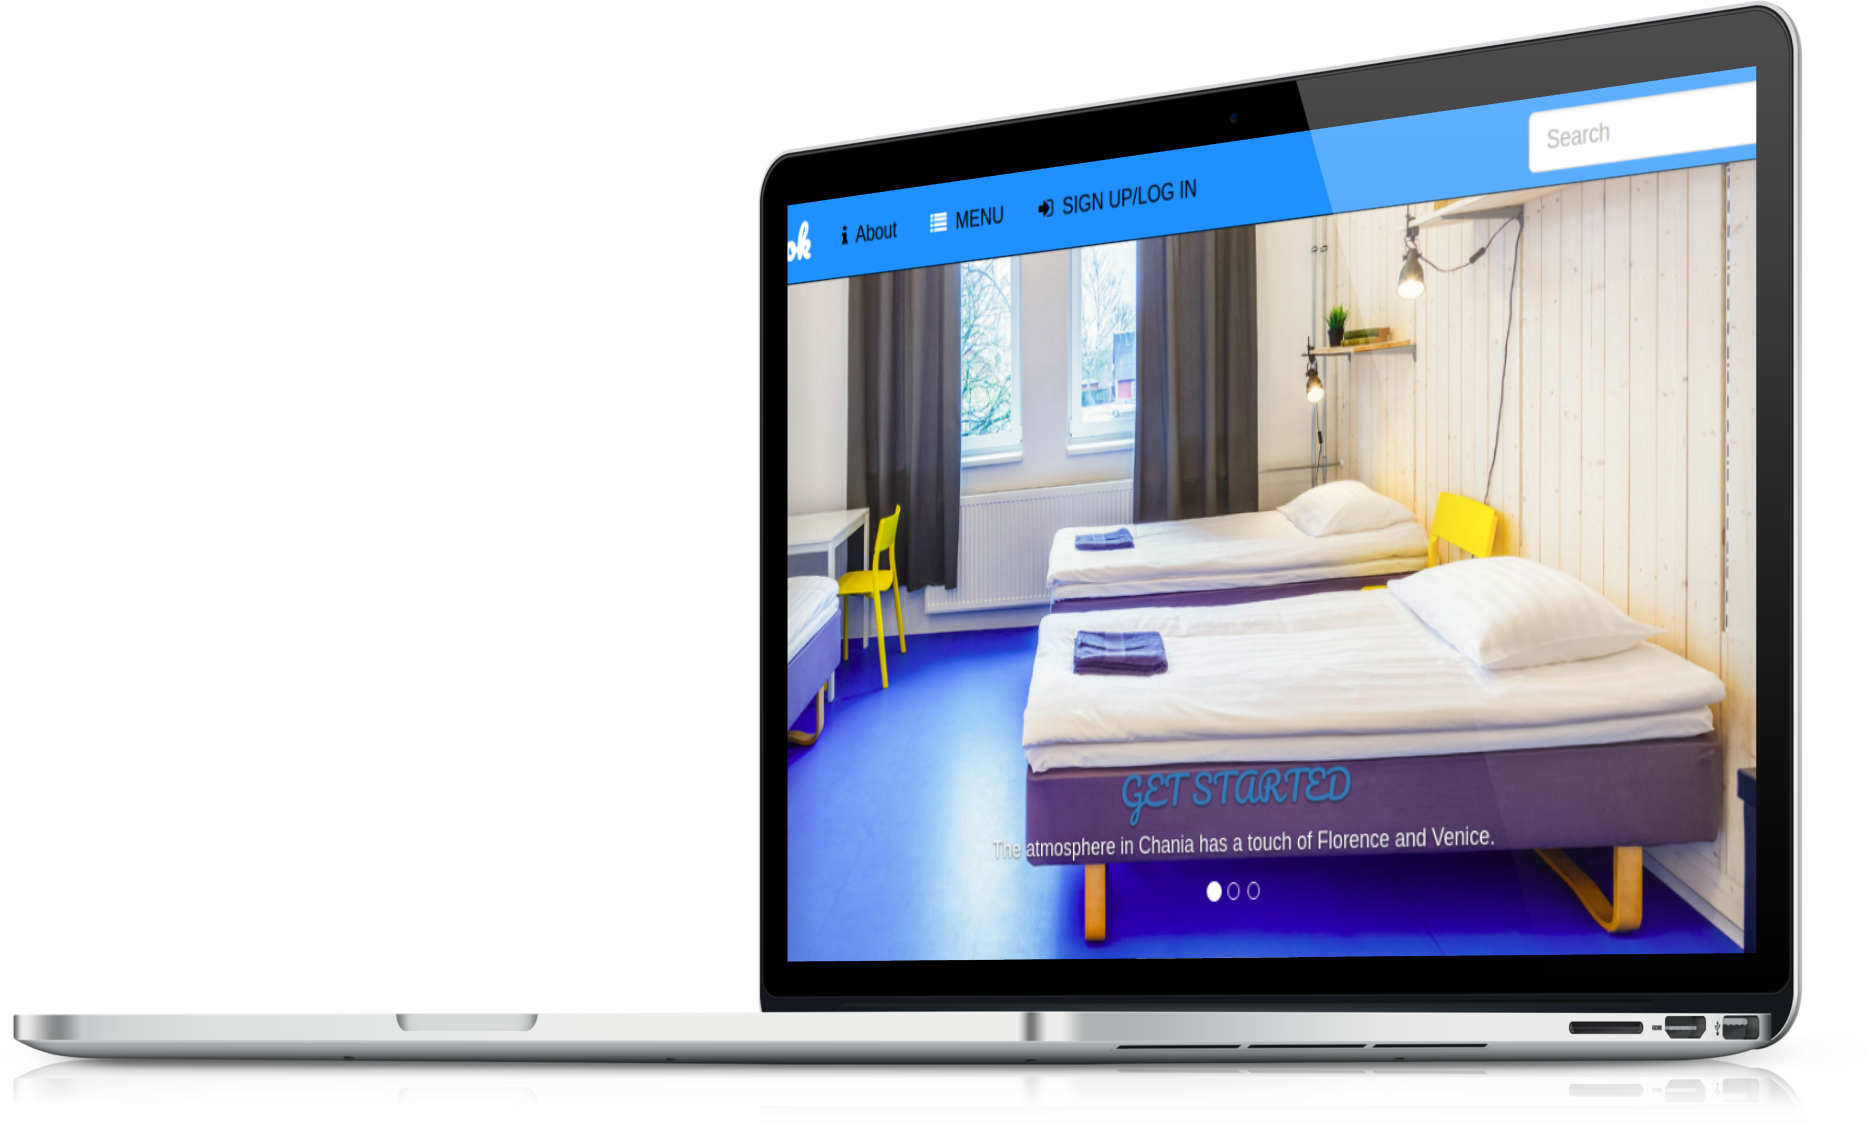 ok
About
MENU
SIGN UP/LOG IN
Search
GET STARTED
The atmosphere in Chania has a touch of Florence and Venice.